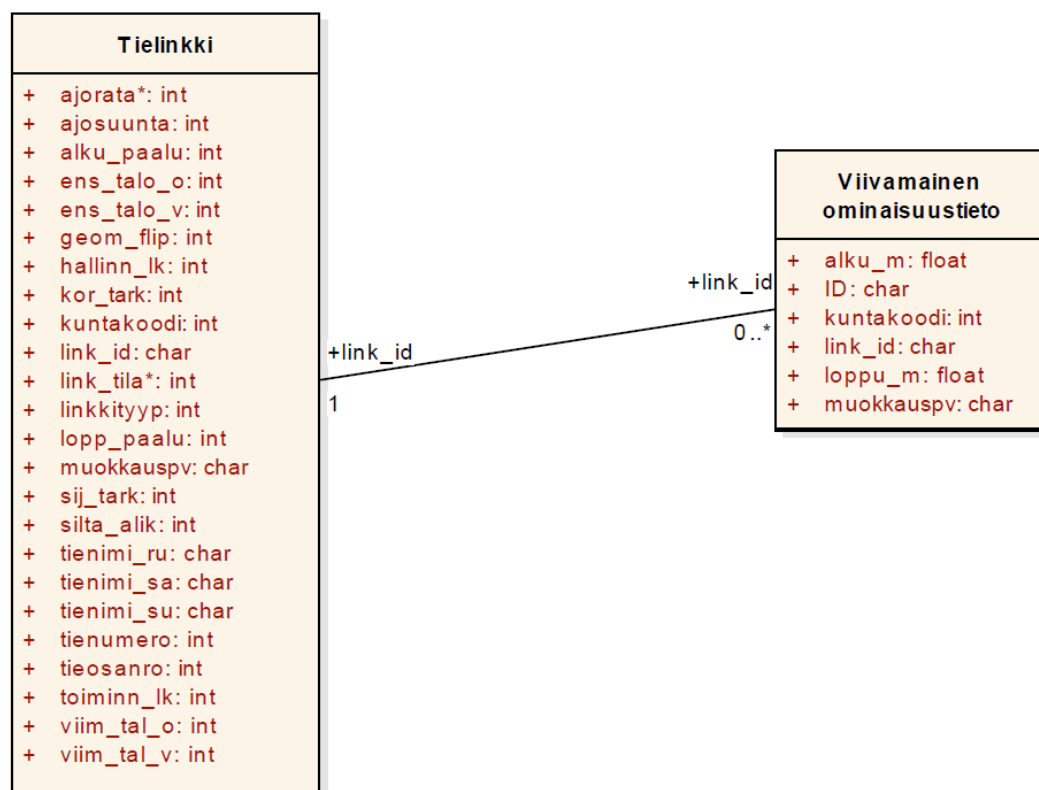 Tielinkki
+ ajorata*: int
+ ajosuunta: int
+ alku_paalu: int
+ ens_talo_o: int
+ ens_talo_v: int
+ geom_flip: int
+ hallinn_lk: int
+ kor_tark: int
+ kuntakoodi: int
+ link_id: char
+ link_tila*: int
+ linkkityyp: int
+ lopp_paalu: int
+ muokkauspv: char
+ sij_tark: int
+ silta_alik: int
+ tienimi_ru: char
+ tienimi_sa: char
+ tienimi_su: char
+ tienumero: int
+ tieosanro: int
+ toiminn_lk: int
+ viim_tal_o: int
+ viim_tal_v: int
+link_id
1
+link_id
0..*
Viivamainen
ominaisuustieto
+ alku_m: float
+ ID: char
+ kuntakoodi: int
+ link_id: char
+ loppu_m: float
+ muokkauspv: char